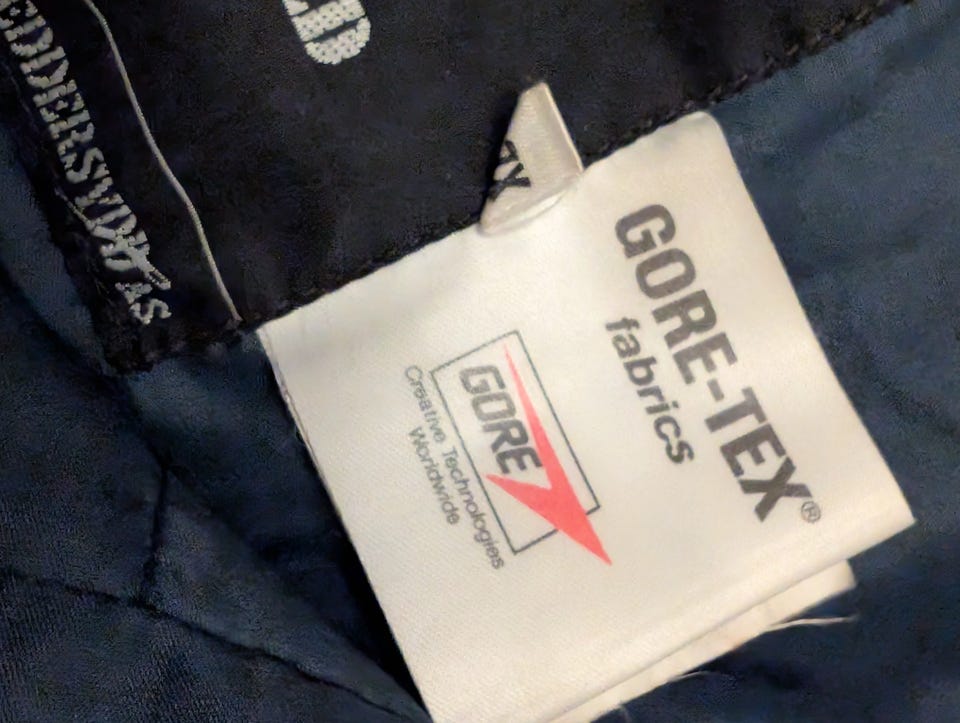 GORE-TEX®
fabrics
GORE
Creative Technologies
Worldwide